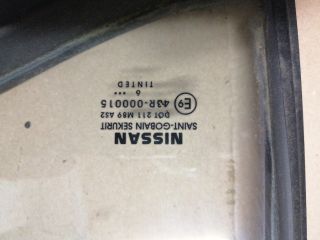 NISSAN
SAINT-GOBAIN SEKURIT
DOT 211 M89 AS2
E9 43R-000015
6 ...
TINTED